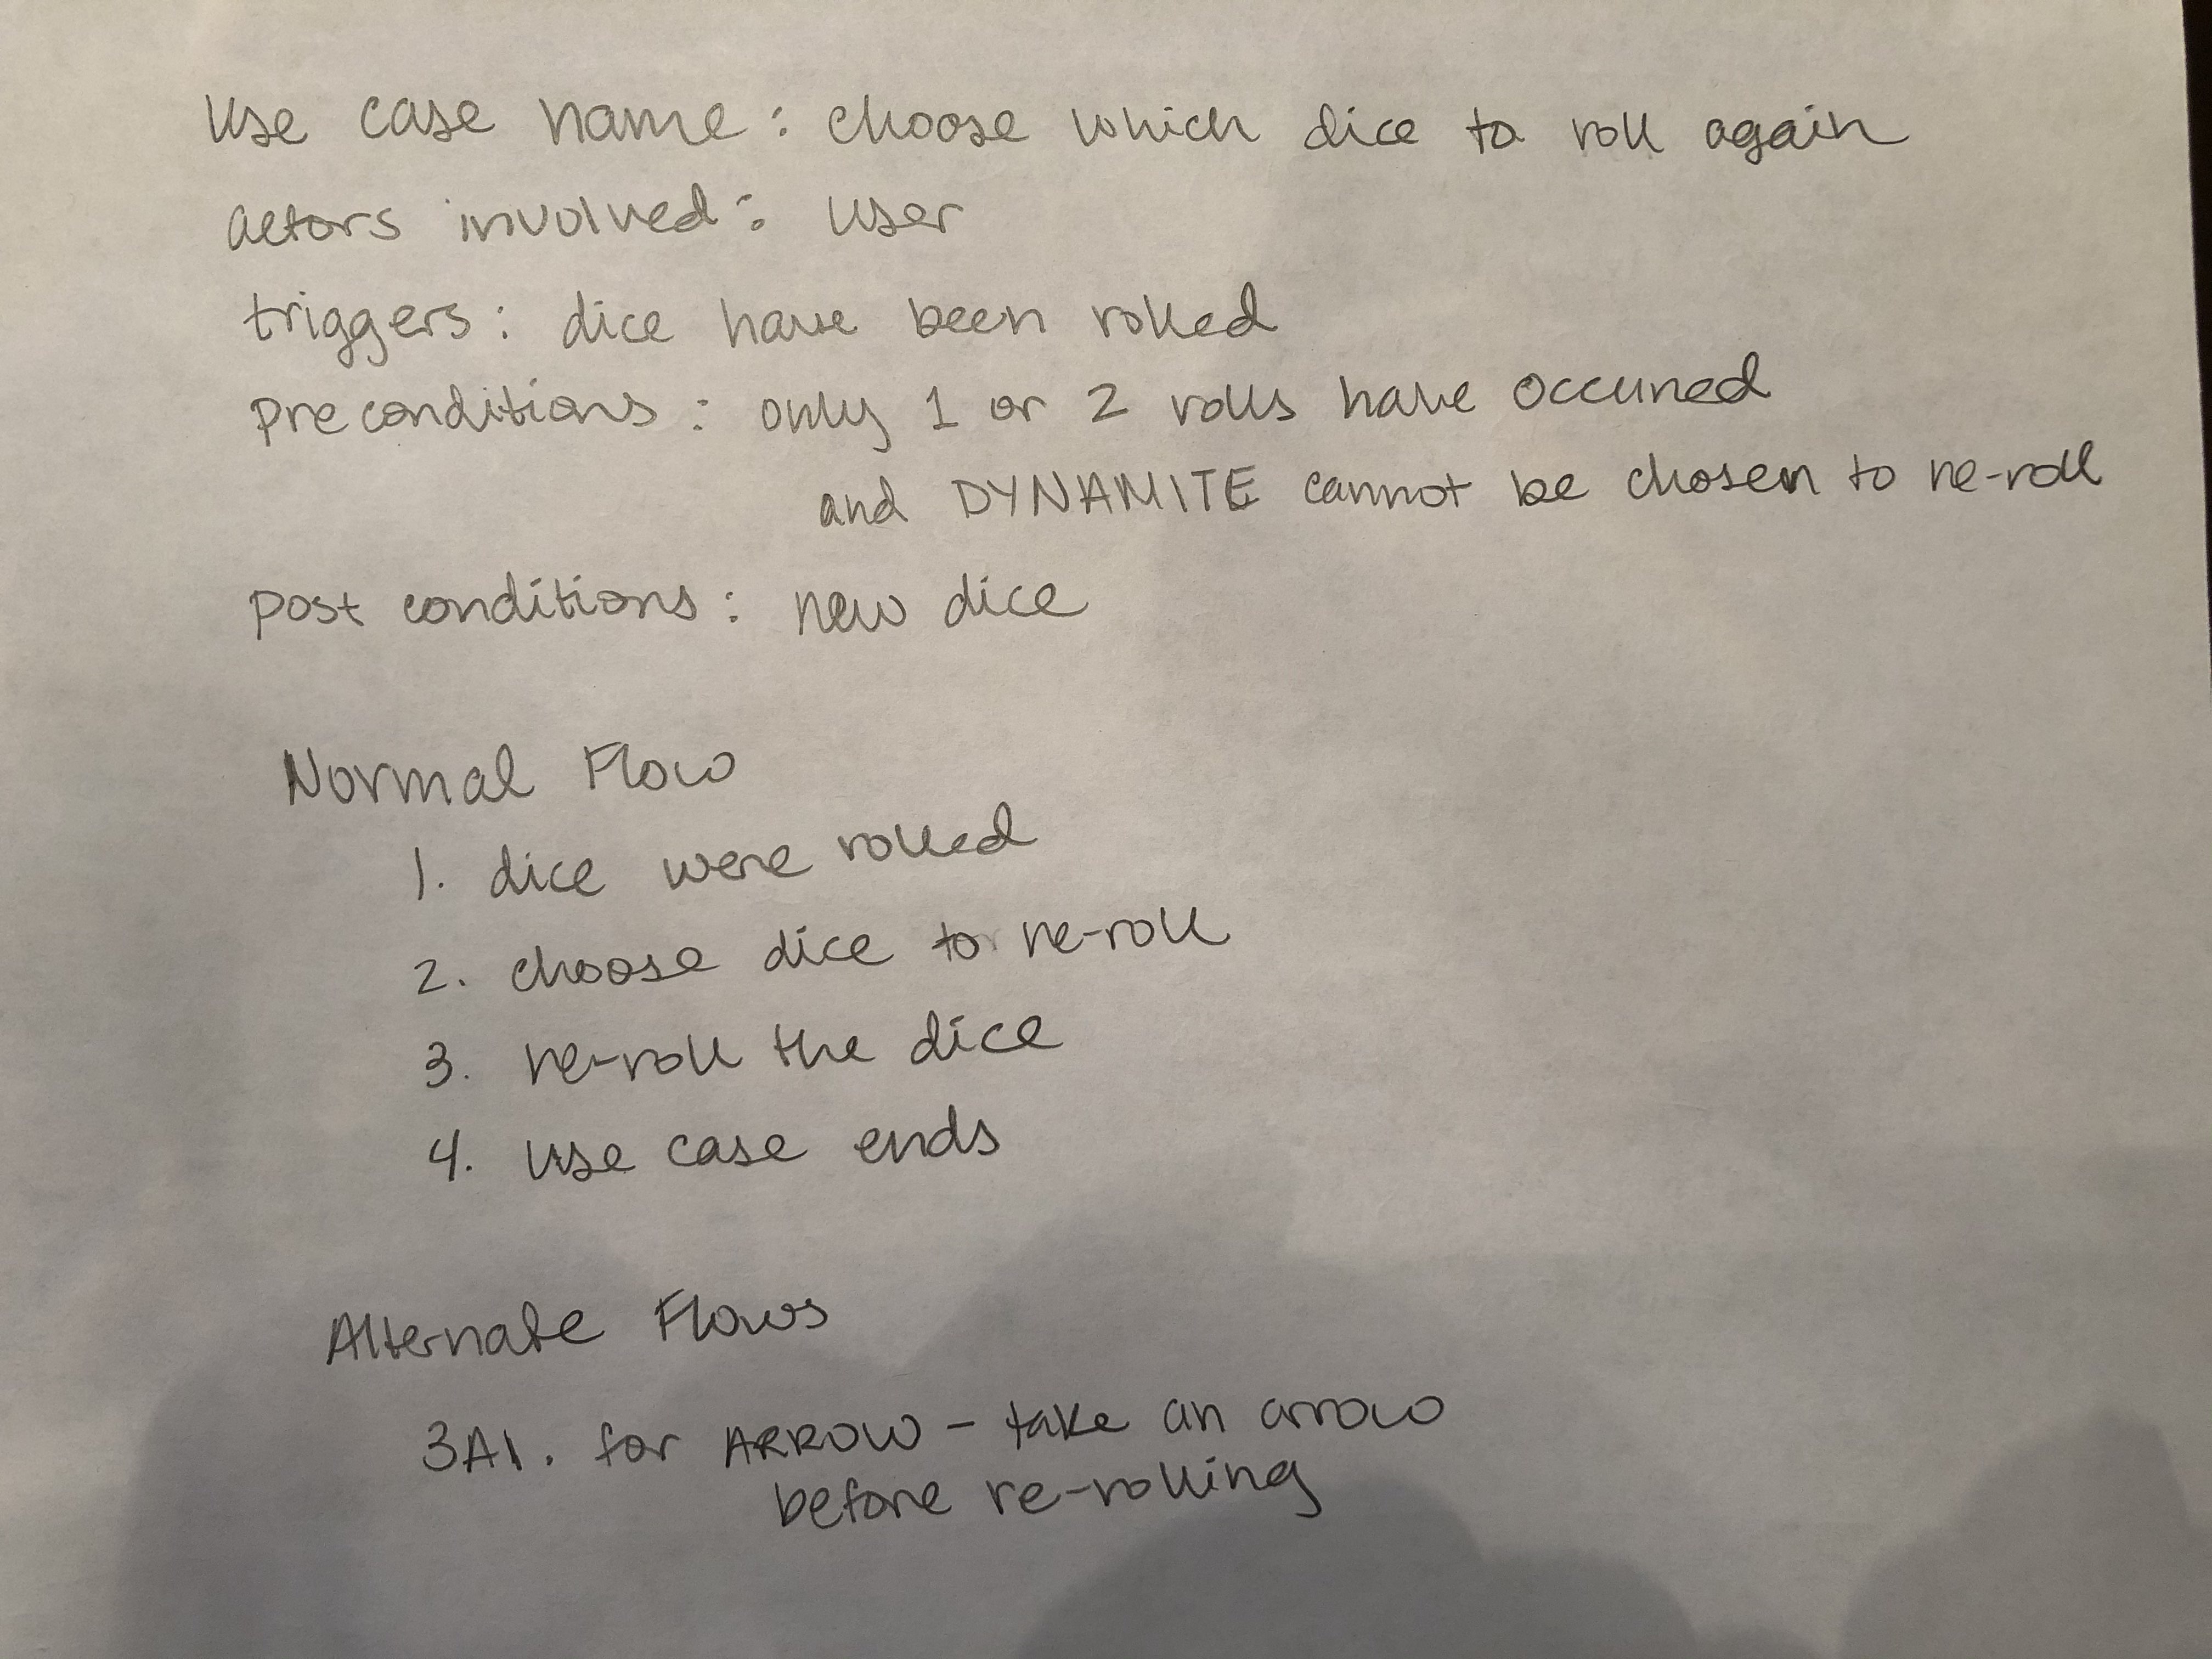 Use case name: choose which dice to roll again
actors involved: user
triggers: dice have been rolled
preconditions: only 1 or 2 rolls have occurred
and DYNAMITE cannot be chosen to re-roll
post conditions: new dice
Normal Flow
1. dice were rolled
2. choose dice to re-roll
3. re-roll the dice
4. use case ends
Alternate Flows
3A1. for ARROW - take an arrow
before re-rolling